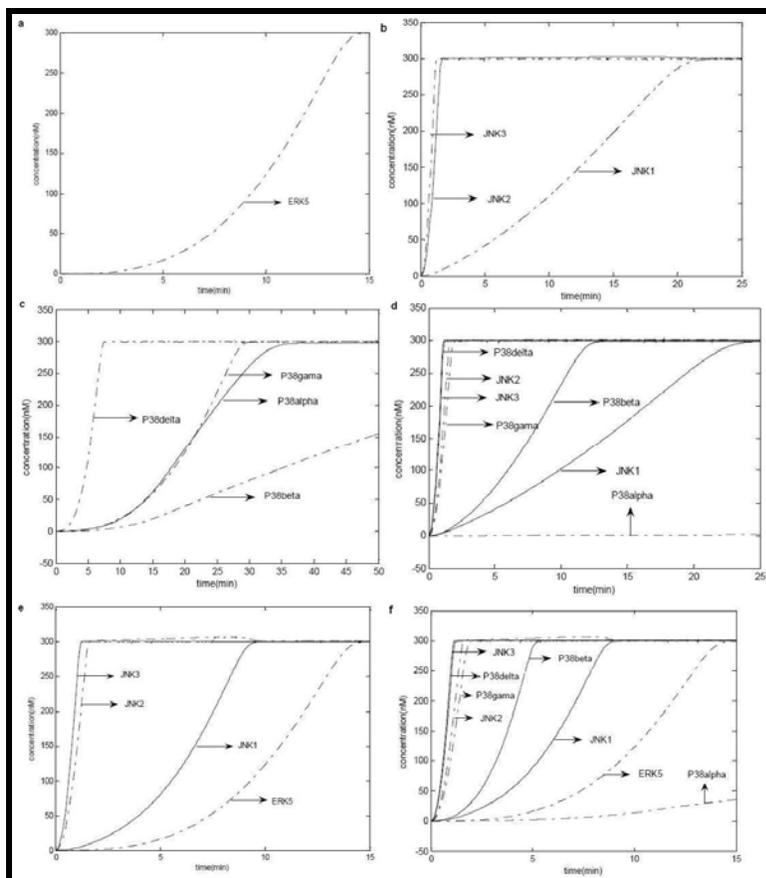 a
300
250
200
150
100
50
0
0 5 10 15
concentration(nM)
time(min)
ERK5
b
350
300
250
200
150
100
50
0
0 5 10 15 20 25
concentration(nM)
time(min)
JNK3
JNK1
JNK2
c
350
300
250
200
150
100
50
0
-50
0 5 10 15 20 25 30 35 40 45 50
concertration(nM)
time(min)
P38gama
P38alpha
P38delta
P38beta
d
350
300
250
200
150
100
50
0
-50
0 5 10 15 20 25
concenration(nM)
time(min)
P38delta
JNK2
JNK3
P38gama
P38beta
JNK1
P38alpha
e
350
300
250
200
150
100
50
0
0 5 10 15
concentration(nM)
time(min)
JNK3
JNK2
JNK1
ERK5
f
350
300
250
200
150
100
50
0
-50
0 5 10 15
concentration(nM)
time(min)
JNK3
P38beta
P38delta
P38gama
JNK2
JNK1
ERK5
P38alpha